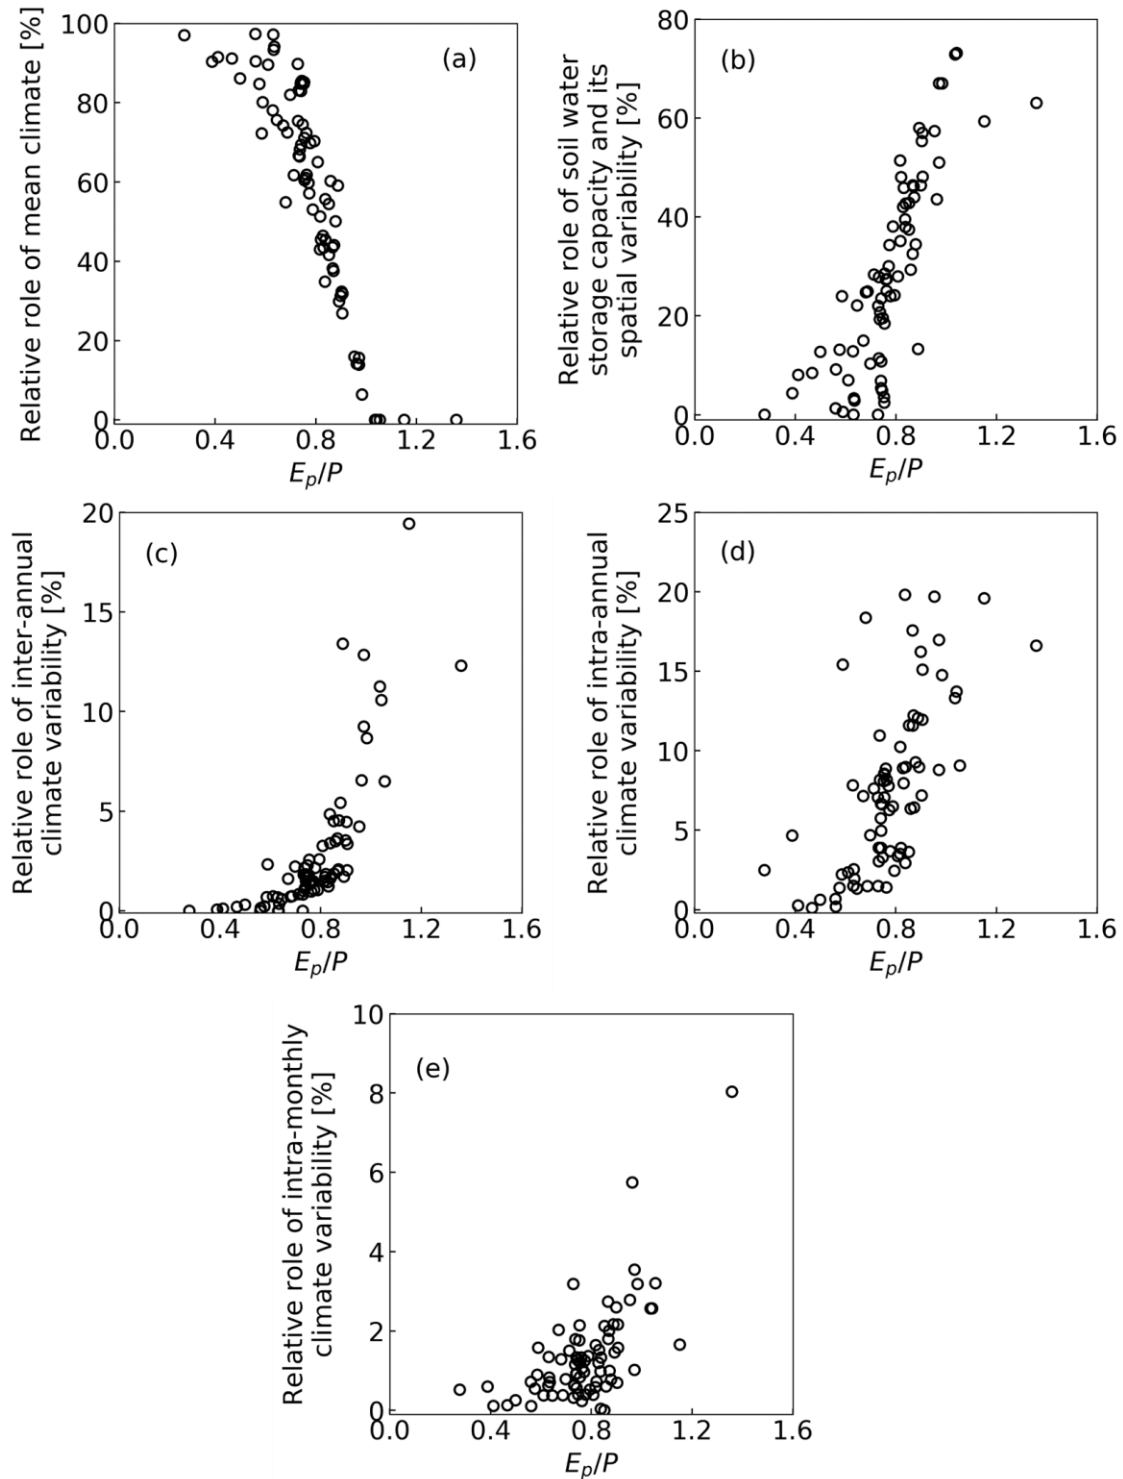 Relative role of mean climate [%]
100
80
60
40
20
0
(a)
0.0 0.4 0.8 1.2 1.6
Ep/P
Relative role of soil water
storage capacity and its
spatial variability [%]
80
60
40
20
0
(b)
0.0 0.4 0.8 1.2 1.6
Ep/P
Relative role of inter-annual
climate variability [%]
20
15
10
5
0
(c)
0.0 0.4 0.8 1.2 1.6
Ep/P
Relative role of intra-annual
climate variability [%]
25
20
15
10
5
0
(d)
0.0 0.4 0.8 1.2 1.6
Ep/P
Relative role of intra-monthly
climate variability [%]
10
8
6
4
2
0
(e)
0.0 0.4 0.8 1.2 1.6
Ep/P